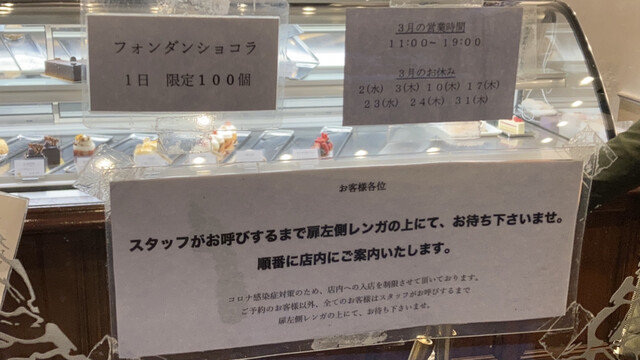 フォンダンショコラ
1日 限定100個
3月の営業時間
11:00～19:00
3月のお休み
2(水) 3(木) 10(木) 17(木)
23(水) 24(木) 31(木)
お客様各位
スタッフがお呼びするまで扉左側レンガの上にて、お待ち下さいませ。
順番に店内にご案内いたします。
コロナ感染症対策のため、店内への入店を制限させて頂いております。
ご予約のお客様以外、全てのお客様はスタッフがお呼びするまで
扉左側レンガの上にて、お待ち下さいませ。